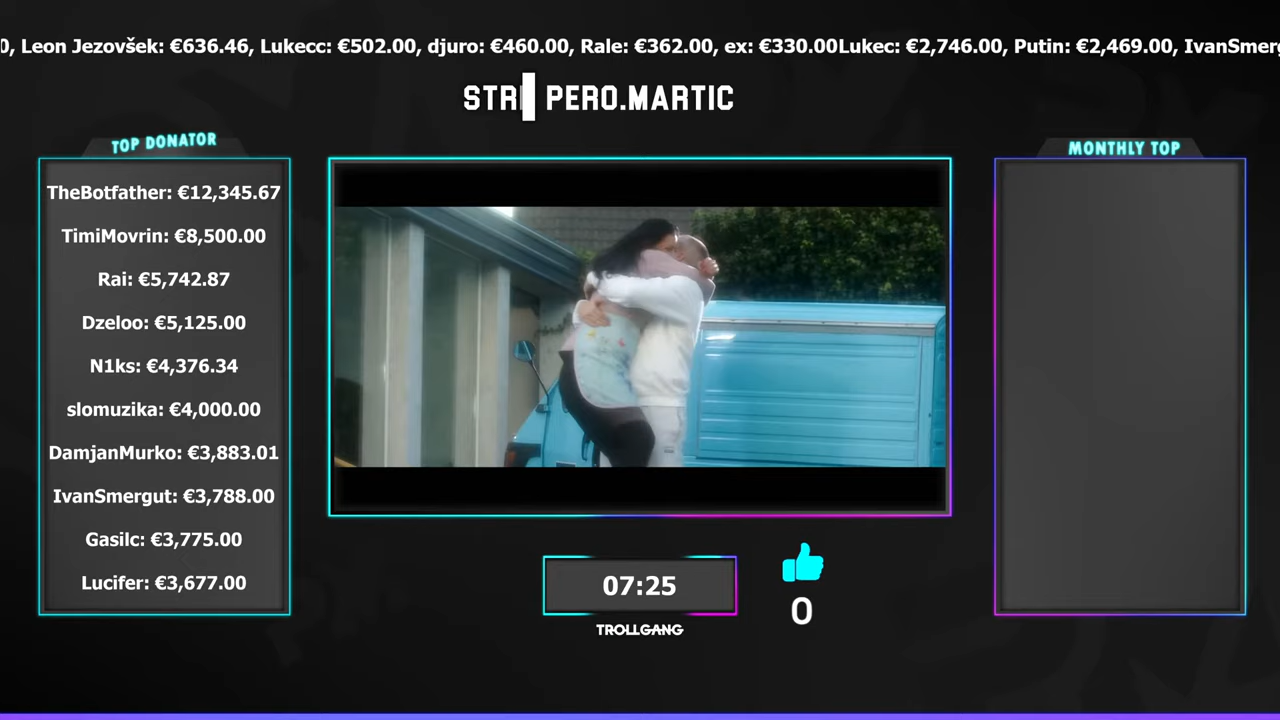 0, Leon Jezovšek: €636.46, Lukecc: €502.00, djuro: €460.00, Rale: €362.00, ex: €330.00Lukec: €2,746.00, Putin: €2,469.00, IvanSmerg
PERO.MARTIC
TOP DONATOR
TheBotfather: €12,345.67
TimiMovrin: €8,500.00
Rai: €5,742.87
Dzeloo: €5,125.00
N1ks: €4,376.34
slomuzika: €4,000.00
DamjanMurko: €3,883.01
IvanSmergut: €3,788.00
Gasilc: €3,775.00
Lucifer: €3,677.00
MONTHLY TOP
07:25
TROLLGANG
0